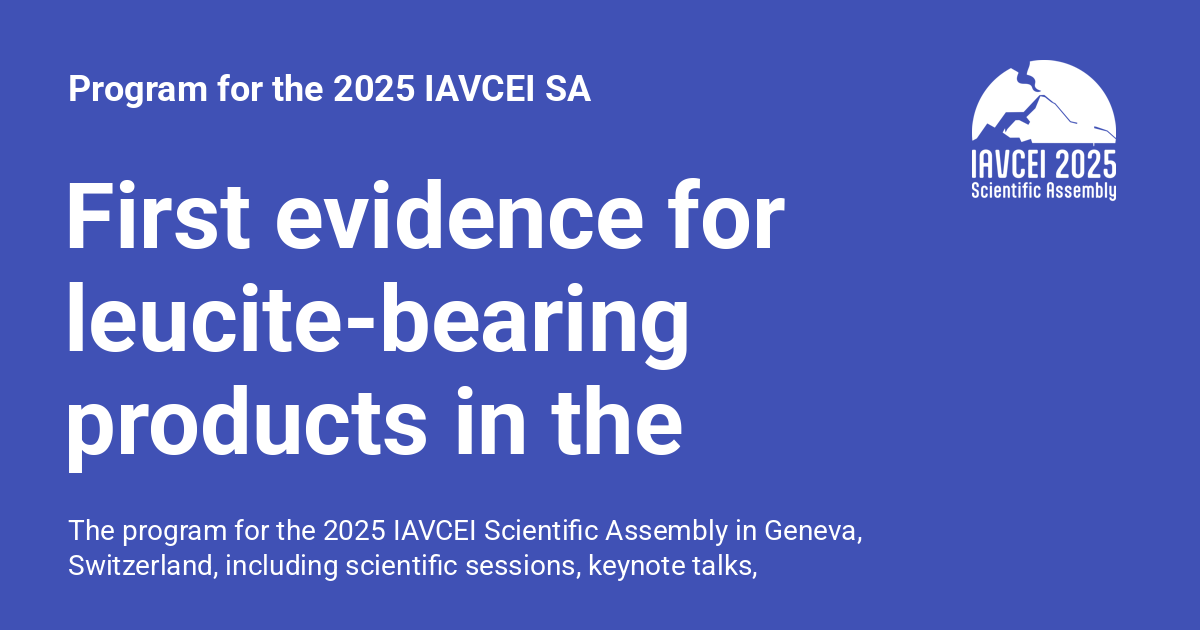 Program for the 2025 IAVCEI SA
IAVCEI 2025
Scientific Assembly
First evidence for
leucite-bearing
products in the
The program for the 2025 IAVCEI Scientific Assembly in Geneva,
Switzerland, including scientific sessions, keynote talks,